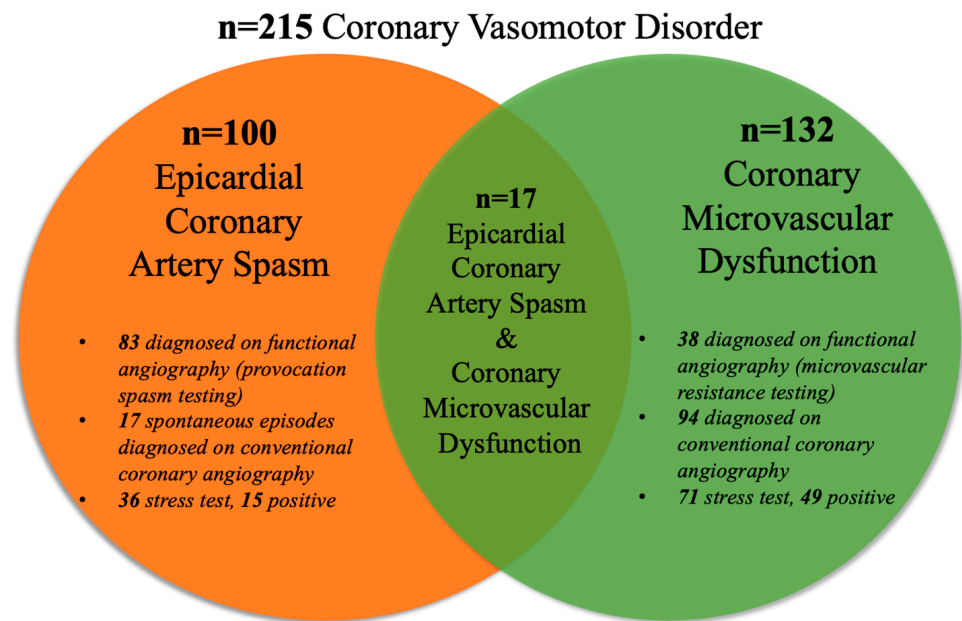 n=215 Coronary Vasomotor Disorder
n=100
Epicardial
Coronary
Artery Spasm
• 83 diagnosed on functional
angiography (provocation
spasm testing)
• 17 spontaneous episodes
diagnosed on conventional
coronary angiography
• 36 stress test, 15 positive
n=17
Epicardial
Coronary
Artery Spasm
&
Coronary
Microvascular
Dysfunction
n=132
Coronary
Microvascular
Dysfunction
• 38 diagnosed on functional
angiography (microvascular
resistance testing)
• 94 diagnosed on
conventional coronary
angiography
• 71 stress test, 49 positive